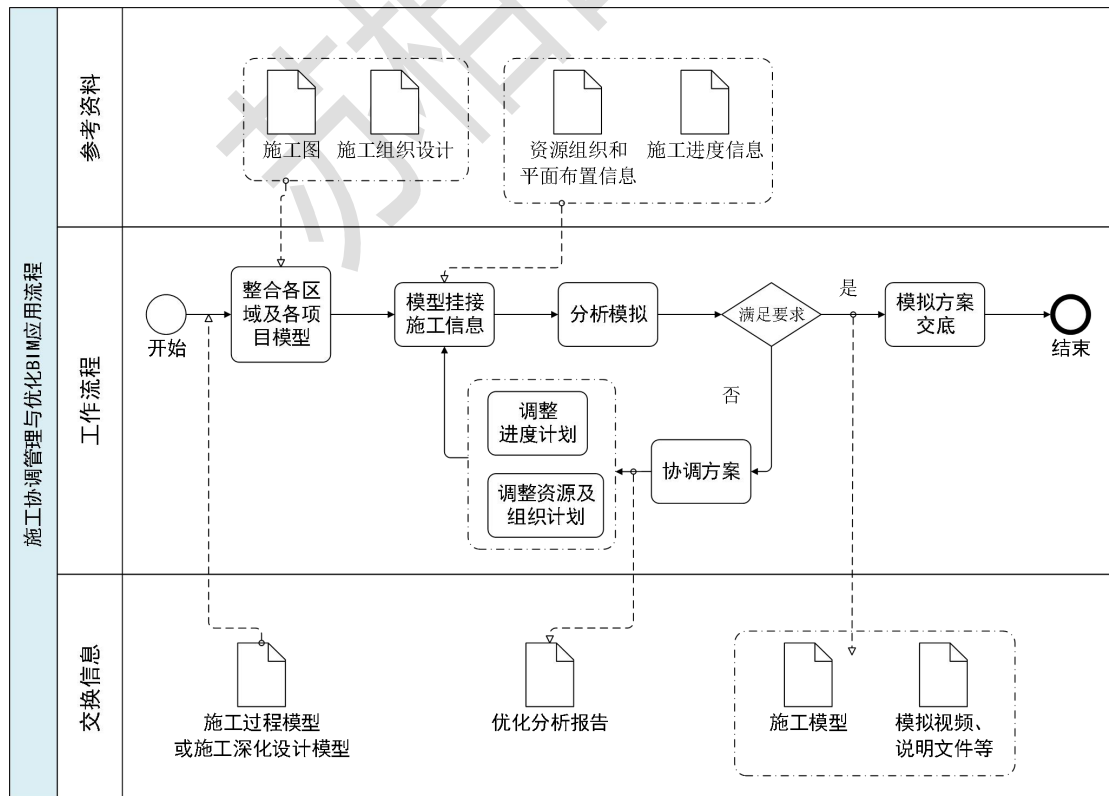 施工协调管理与优化BIM应用流程
参考资料
施工图
施工组织设计
资源组织和
平面布置信息
施工进度信息
工作流程
开始
整合各区
域及各项
目模型
模型挂接
施工信息
分析模拟
满足要求
是
模拟方案
交底
结束
否
调整
进度计划
调整资源及
组织计划
协调方案
交换信息
施工过程模型
或施工深化设计模型
优化分析报告
施工模型
模拟视频、
说明文件等